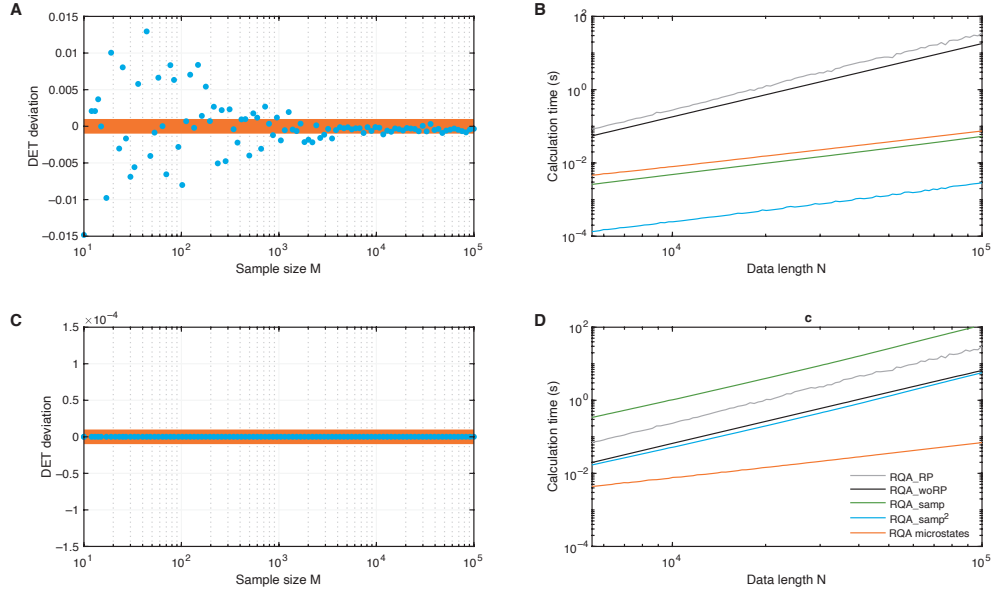 A
0.015
0.01
0.005
0
−0.005
−0.01
−0.015
DET deviation
10^1
10^2
10^3
10^4
10^5
Sample size M
B
10^2
10^0
10^−2
10^−4
Calculation time (s)
10^4
10^5
Data length N
C
×10^−4
1.5
1
0.5
0
−0.5
−1
−1.5
DET deviation
10^1
10^2
10^3
10^4
10^5
Sample size M
D
c
10^2
10^0
10^−2
10^−4
Calculation time (s)
RQA_RP
RQA_woRP
RQA_samp
RQA_samp^2
RQA microstates
10^4
10^5
Data length N